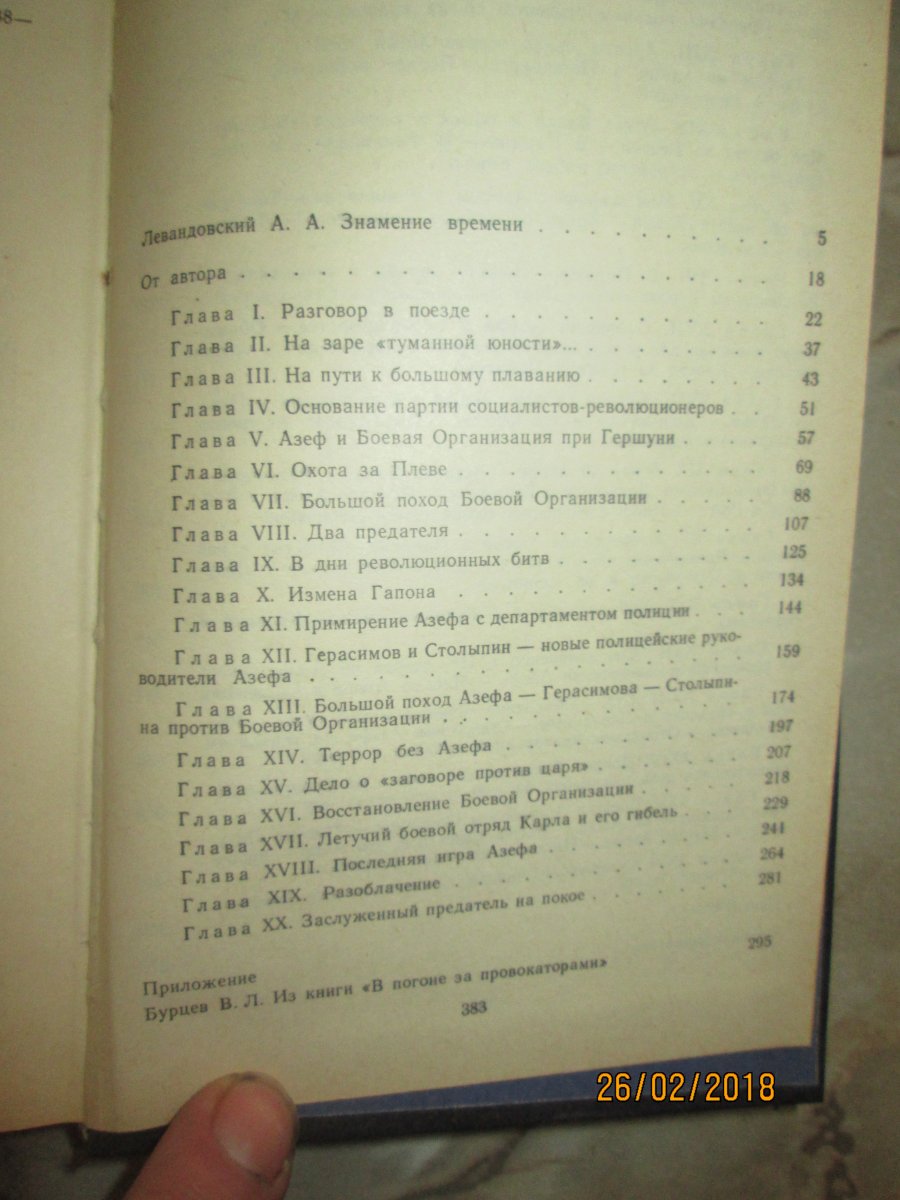 38—
Левандовский А. А. Знамение времени . . . . . . . . . . 5
От автора . . . . . . . . . . . . . . . . 18
Глава I. Разговор в поезде . . . . . . . . . . . 22
Глава II. На заре «туманной юности»... . . . . . . . 37
Глава III. На пути к большому плаванию . . . . . . . 43
Глава IV. Основание партии социалистов-революционеров . . 51
Глава V. Азеф и Боевая Организация при Гершуни . . . . 57
Глава VI. Охота за Плеве . . . . . . . . . . . 69
Глава VII. Большой поход Боевой Организации . . . . . 88
Глава VIII. Два предателя . . . . . . . . . . . 107
Глава IX. В дни революционных битв . . . . . . . . 125
Глава X. Измена Гапона . . . . . . . . . . . 134
Глава XI. Примирение Азефа с департаментом полиции . . . 144
Глава XII. Герасимов и Столыпин — новые полицейские руко-
водители Азефа . . . . . . . . . . . . . . 159
Глава XIII. Большой поход Азефа — Герасимова — Столыпи-
на против Боевой Организации . . . . . . . . . . 174
Глава XIV. Террор без Азефа . . . . . . . . . . 197
Глава XV. Дело о «заговоре против царя» . . . . . . . 207
Глава XVI. Восстановление Боевой Организации . . . . . 218
Глава XVII. Летучий боевой отряд Карла и его гибель . . . 229
Глава XVIII. Последняя игра Азефа . . . . . . . . 241
Глава XIX. Разоблачение . . . . . . . . . . . 264
Глава XX. Заслуженный предатель на покое . . . . . . 281
Приложение
Бурцев В. Л. Из книги «В погоне за провокаторами» 295
383
26/02/2018